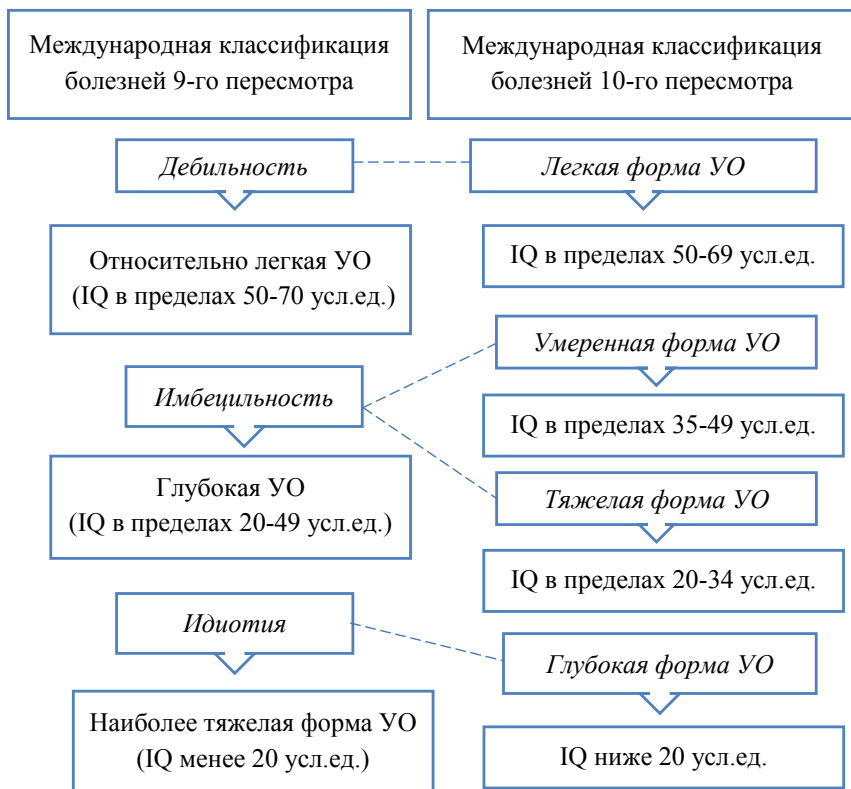 Международная классификация
болезней 9-го пересмотра
Международная классификация
болезней 10-го пересмотра
Дебильность
Легкая форма УО
Относительно легкая УО
(IQ в пределах 50-70 усл.ед.)
IQ в пределах 50-69 усл.ед.
Имбецильность
Умеренная форма УО
IQ в пределах 35-49 усл.ед.
Глубокая УО
(IQ в пределах 20-49 усл.ед.)
Тяжелая форма УО
IQ в пределах 20-34 усл.ед.
Идиотия
Глубокая форма УО
Наиболее тяжелая форма УО
(IQ менее 20 усл.ед.)
IQ ниже 20 усл.ед.